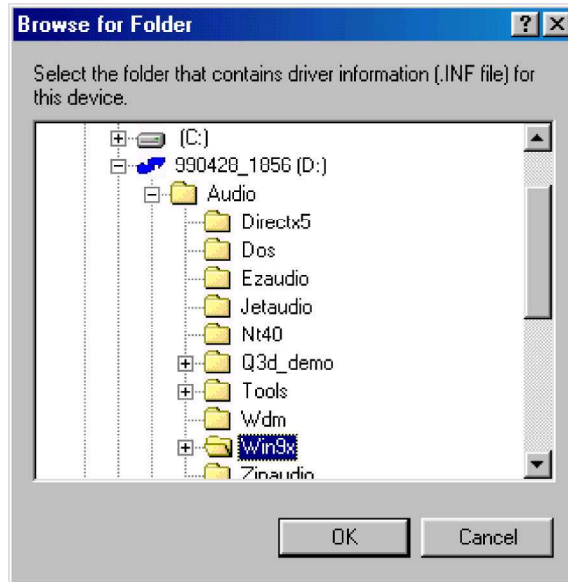 Browse for Folder
Select the folder that contains driver information (.INF file) for
this device.
(C:)
990428_1856 (D:)
Audio
Directx5
Dos
Ezaudio
Jetaudio
Nt40
Q3d_demo
Tools
Wdm
Win9x
Zipaudio
OK
Cancel